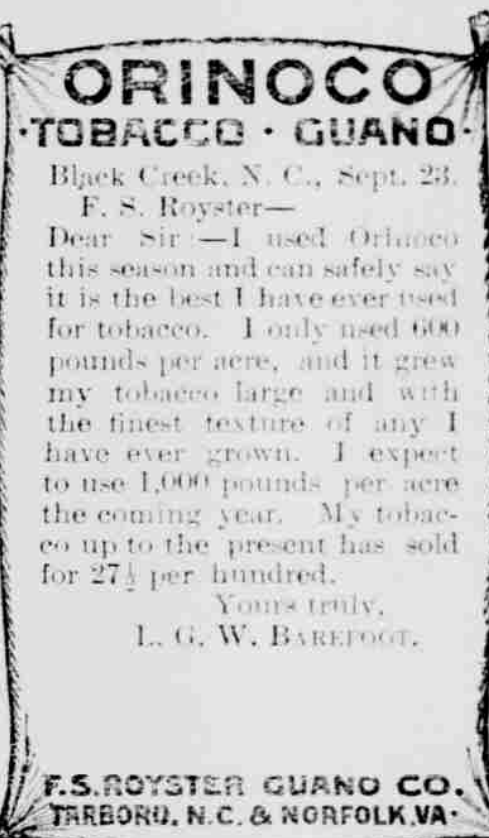 ORINOCO
·TOBACCO · GUANO·
Black Creek, N. C., Sept. 23.
F. S. Royster—
Dear Sir:—I used Orinoco
this season and can safely say
it is the best I have ever used
for tobacco. I only used 600
pounds per acre, and it grew
my tobacco large and with
the finest texture of any I
have ever grown. I expect
to use 1,000 pounds per acre
the coming year. My tobac-
co up to the present has sold
for 27½ per hundred.
Yours truly,
L. G. W. BAREFOOT.
F.S.ROYSTER GUANO CO.
TARBORO, N.C. & NORFOLK,VA·